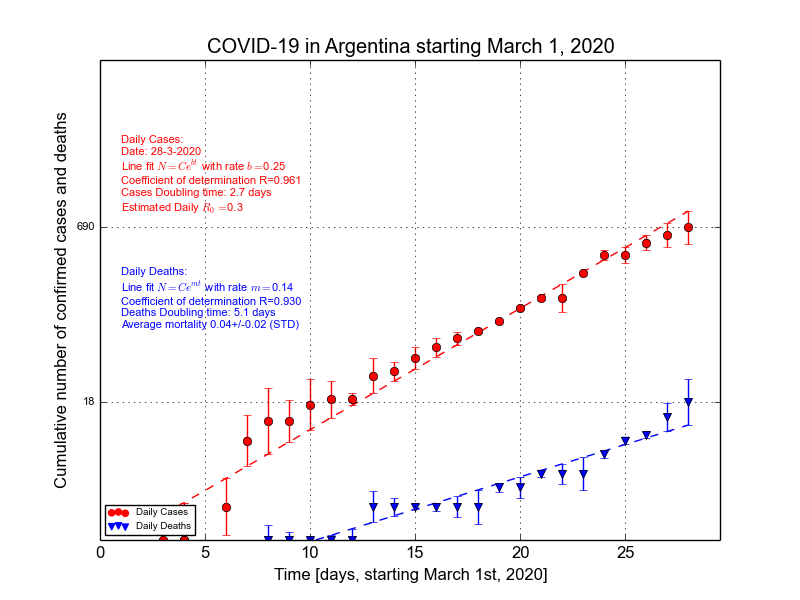 COVID-19 in Argentina starting March 1, 2020
Cumulative number of confirmed cases and deaths
Daily Cases:
Date: 28-3-2020
Line fit N=Ce^{bt} with rate b=0.25
Coefficient of determination R=0.961
Cases Doubling time: 2.7 days
Estimated Daily R_0=0.3
690
Daily Deaths:
Line fit N=Ce^{mt} with rate m=0.14
Coefficient of determination R=0.930
Deaths Doubling time: 5.1 days
Average mortality 0.04+/-0.02 (STD)
18
Daily Cases
Daily Deaths
0 5 10 15 20 25
Time [days, starting March 1st, 2020]